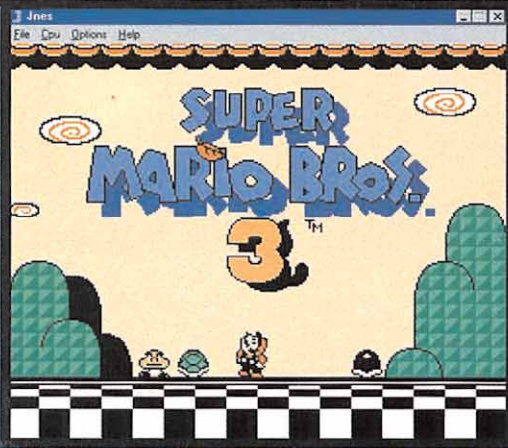 Jnes
File Cpu Options Help
SUPER
MARIO BROS.
3 TM